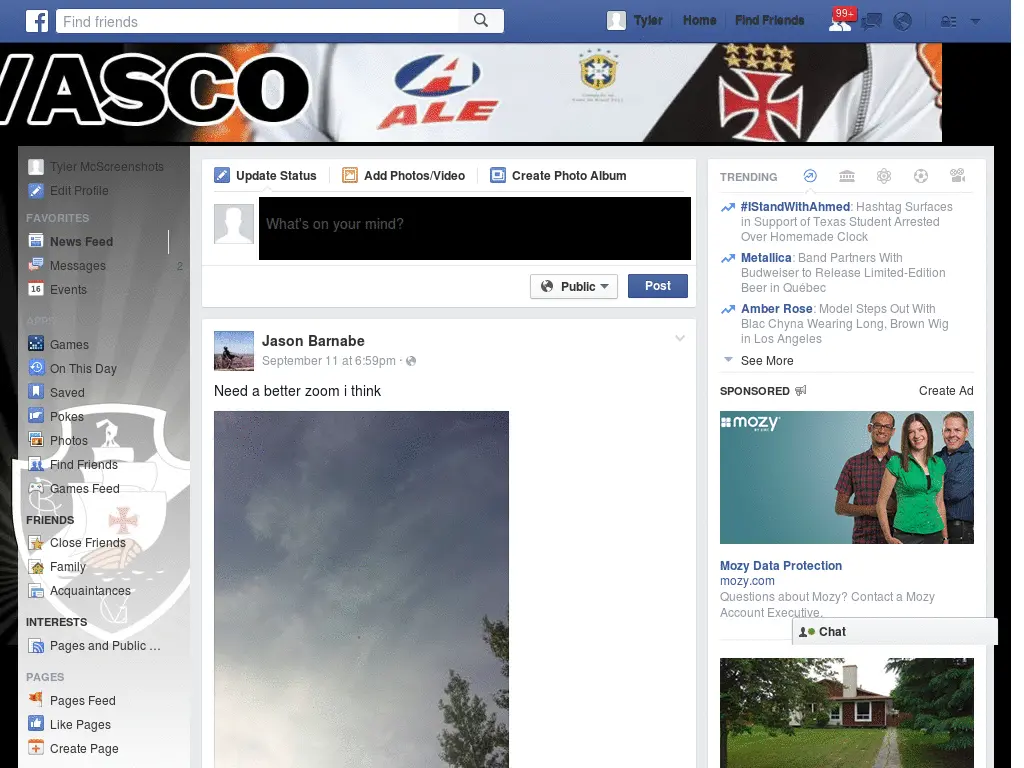 Find friends
Tyler
Home
Find Friends
99+
VASCO
ALE
Tyler McScreenshots
Edit Profile
FAVORITES
News Feed
Messages 2
16 Events
APPS
Games
On This Day
Saved
Pokes
Photos
Find Friends
Games Feed
FRIENDS
Close Friends
Family
Acquaintances
INTERESTS
Pages and Public ...
PAGES
Pages Feed
Like Pages
Create Page
Update Status
Add Photos/Video
Create Photo Album
What's on your mind?
Public
Post
Jason Barnabe
September 11 at 6:59pm ·
Need a better zoom i think
TRENDING
#IStandWithAhmed: Hashtag Surfaces
in Support of Texas Student Arrested
Over Homemade Clock
Metallica: Band Partners With
Budweiser to Release Limited-Edition
Beer in Québec
Amber Rose: Model Steps Out With
Blac Chyna Wearing Long, Brown Wig
in Los Angeles
See More
SPONSORED
Create Ad
mozy
Mozy Data Protection
mozy.com
Questions about Mozy? Contact a Mozy
Account Executive.
Chat